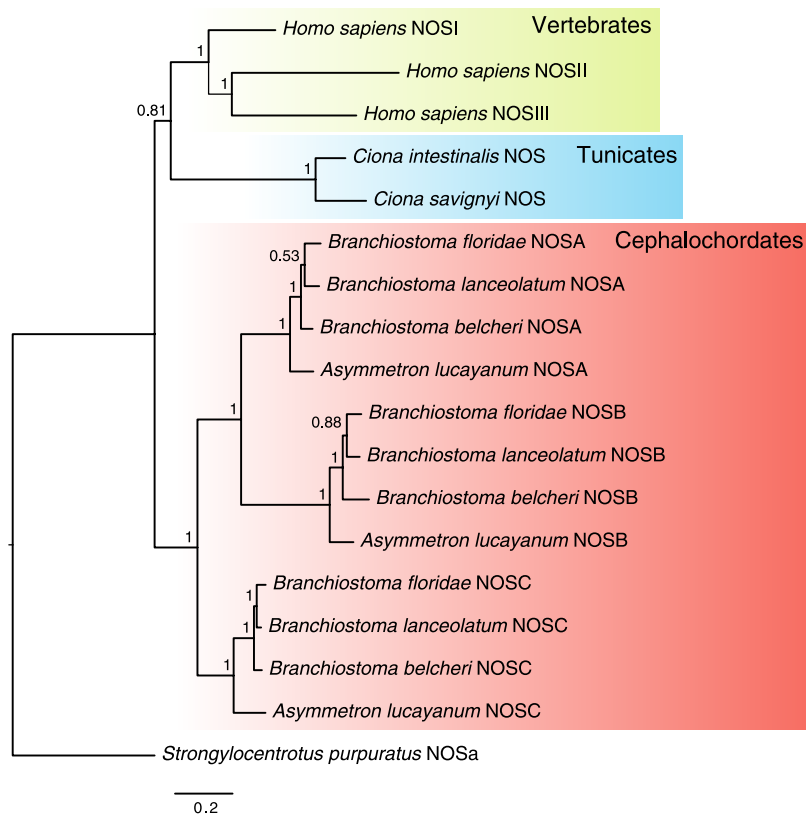 Homo sapiens NOSI
Vertebrates
1
1
Homo sapiens NOSII
0.81
Homo sapiens NOSIII
1
Ciona intestinalis NOS
Tunicates
Ciona savignyi NOS
Branchiostoma floridae NOSA
Cephalochordates
0.53
1
Branchiostoma lanceolatum NOSA
1
Branchiostoma belcheri NOSA
Asymmetron lucayanum NOSA
1
Branchiostoma floridae NOSB
0.88
1
Branchiostoma lanceolatum NOSB
1
Branchiostoma belcheri NOSB
Asymmetron lucayanum NOSB
1
Branchiostoma floridae NOSC
1
Branchiostoma lanceolatum NOSC
1
Branchiostoma belcheri NOSC
1
Asymmetron lucayanum NOSC
Strongylocentrotus purpuratus NOSa
0.2